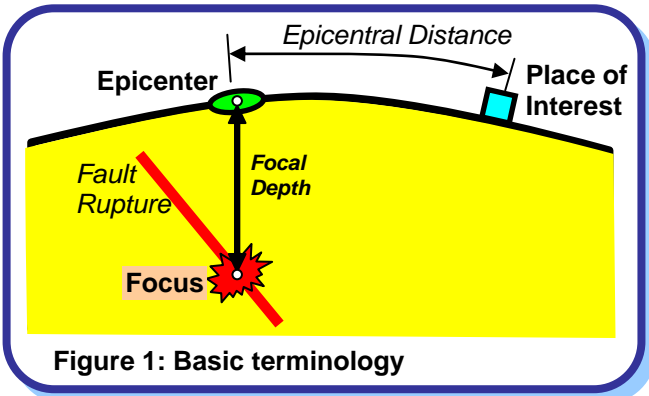 Epicentral Distance
Epicenter
Place of
Interest
Fault
Rupture
Focal
Depth
Focus
Figure 1: Basic terminology